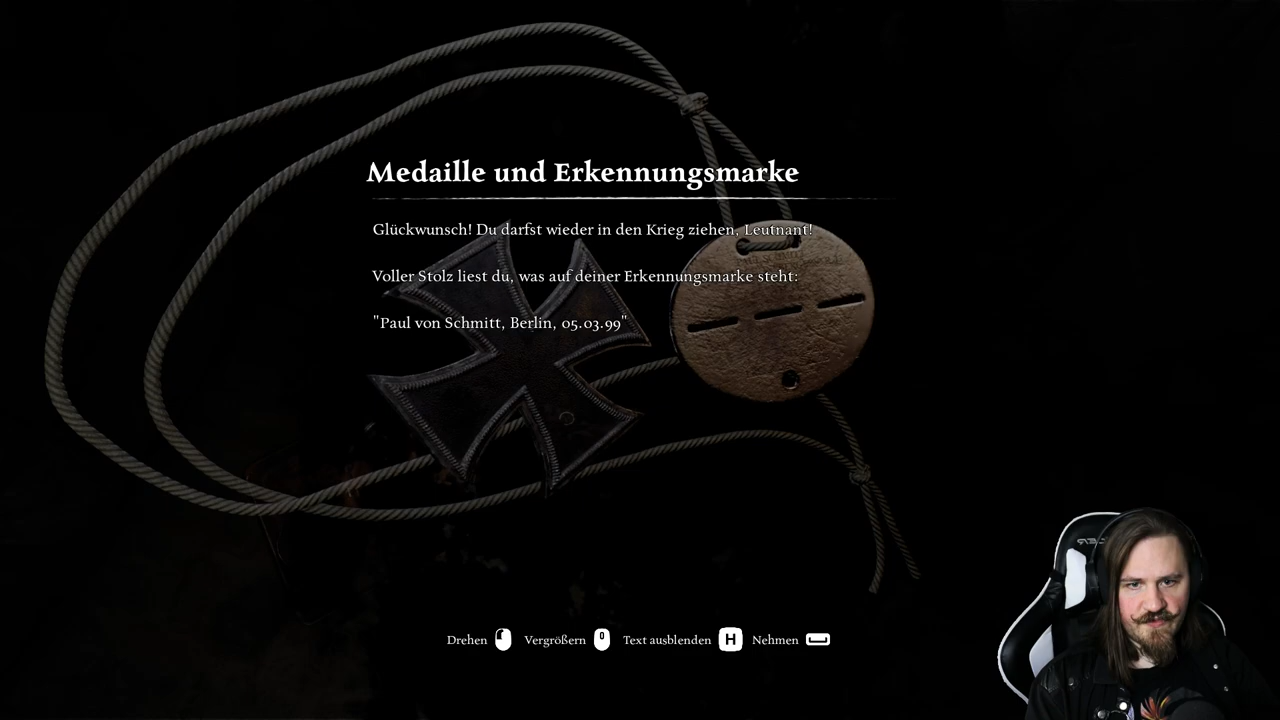 Medaille und Erkennungsmarke
Glückwunsch! Du darfst wieder in den Krieg ziehen, Leutnant!
Voller Stolz liest du, was auf deiner Erkennungsmarke steht:
"Paul von Schmitt, Berlin, 05.03.99"
Drehen Vergrößern Text ausblenden H Nehmen